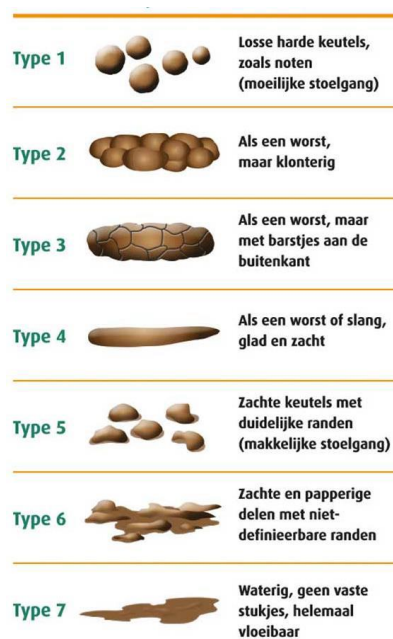 Type 1
Losse harde keutels,
zoals noten
(moeilijke stoelgang)
Type 2
Als een worst,
maar klonterig
Type 3
Als een worst, maar
met barstjes aan de
buitenkant
Type 4
Als een worst of slang,
glad en zacht
Type 5
Zachte keutels met
duidelijke randen
(makkelijke stoelgang)
Type 6
Zachte en papperige
delen met niet-
definieerbare randen
Type 7
Waterig, geen vaste
stukjes, helemaal
vloeibaar